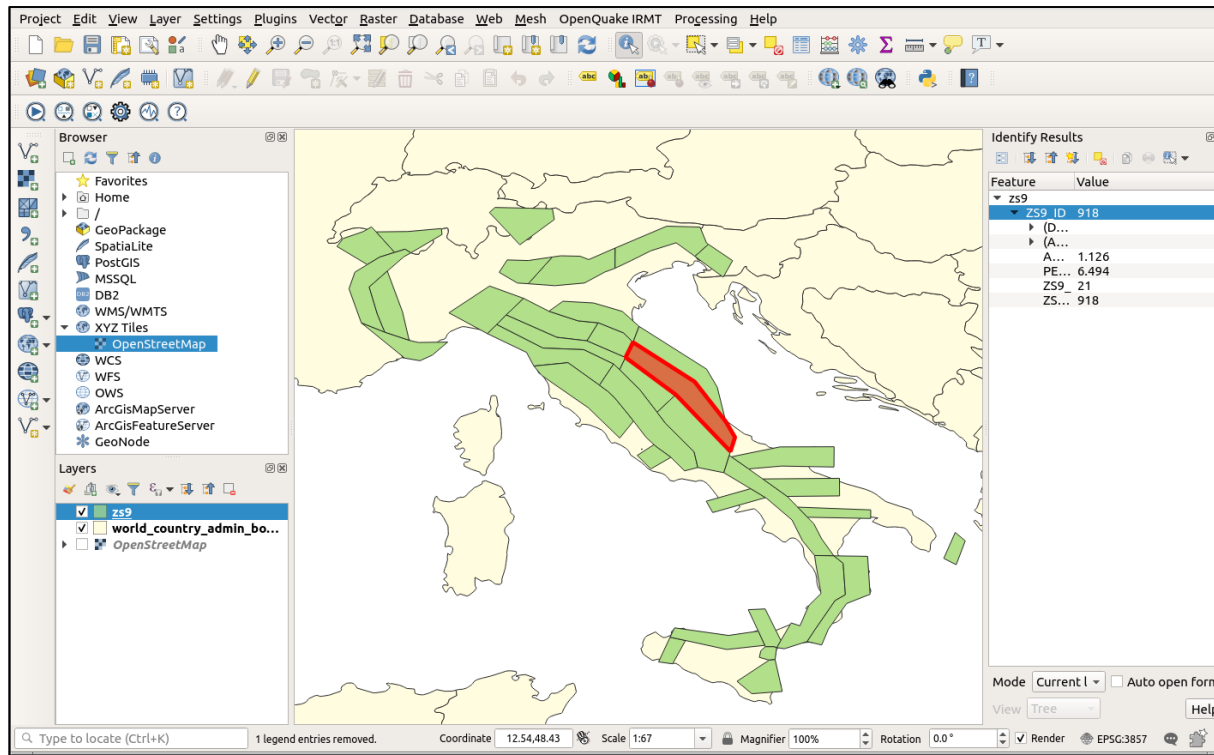 Project Edit View Layer Settings Plugins Vector Raster Database Web Mesh OpenQuake IRMT Processing Help
Browser
Favorites
Home
/
GeoPackage
SpatiaLite
PostGIS
MSSQL
DB2
WMS/WMTS
XYZ Tiles
OpenStreetMap
WCS
WFS
OWS
ArcGisMapServer
ArcGisFeatureServer
GeoNode
Layers
zs9
world_country_admin_bo...
OpenStreetMap
Identify Results
Feature Value
zs9
ZS9_ID 918
(D...
(A...
A... 1.126
PE... 6.494
ZS9_ 21
ZS... 918
Mode Current l Auto open form
View Tree Help
Type to locate (Ctrl+K) 1 legend entries removed. Coordinate 12.54,48.43 Scale 1:67 Magnifier 100% Rotation 0.0° Render EPSG:3857